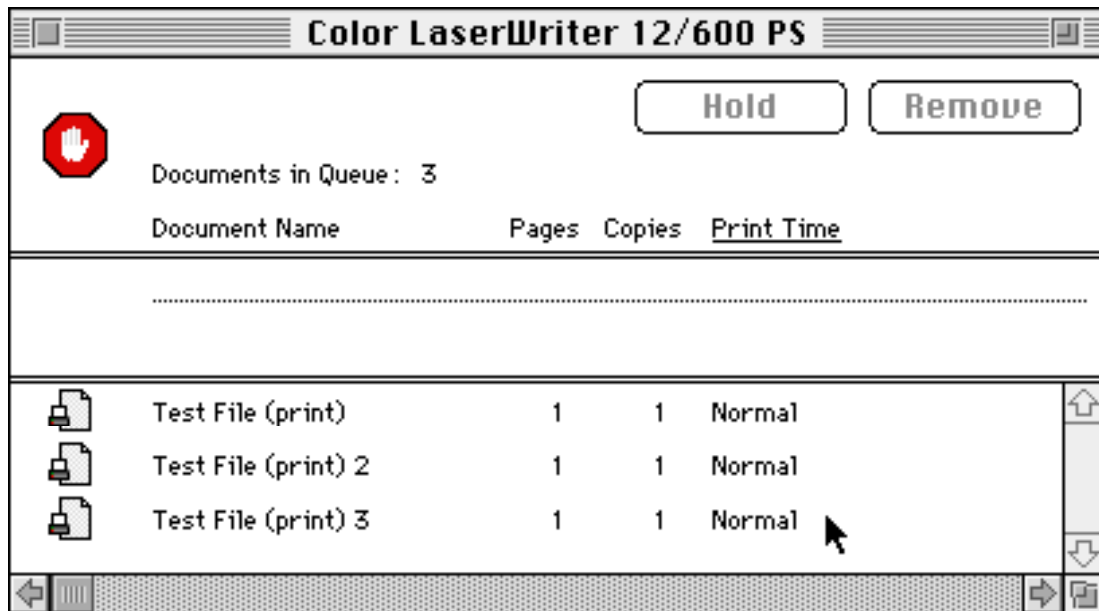 Color LaserWriter 12/600 PS
Hold Remove
Documents in Queue: 3
Document Name Pages Copies Print Time
Test File (print) 1 1 Normal
Test File (print) 2 1 1 Normal
Test File (print) 3 1 1 Normal